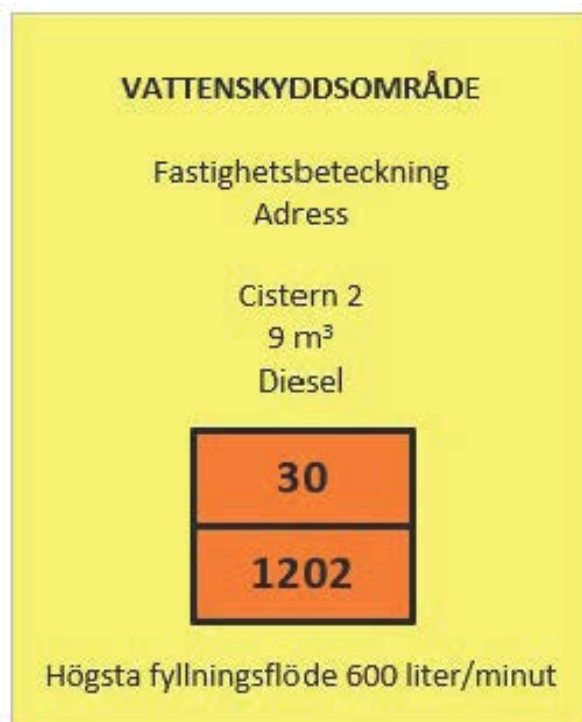 VATTENSKYDDSOMRÅDE
Fastighetsbeteckning
Adress
Cistern 2
9 m³
Diesel
30
1202
Högsta fyllningsflöde 600 liter/minut